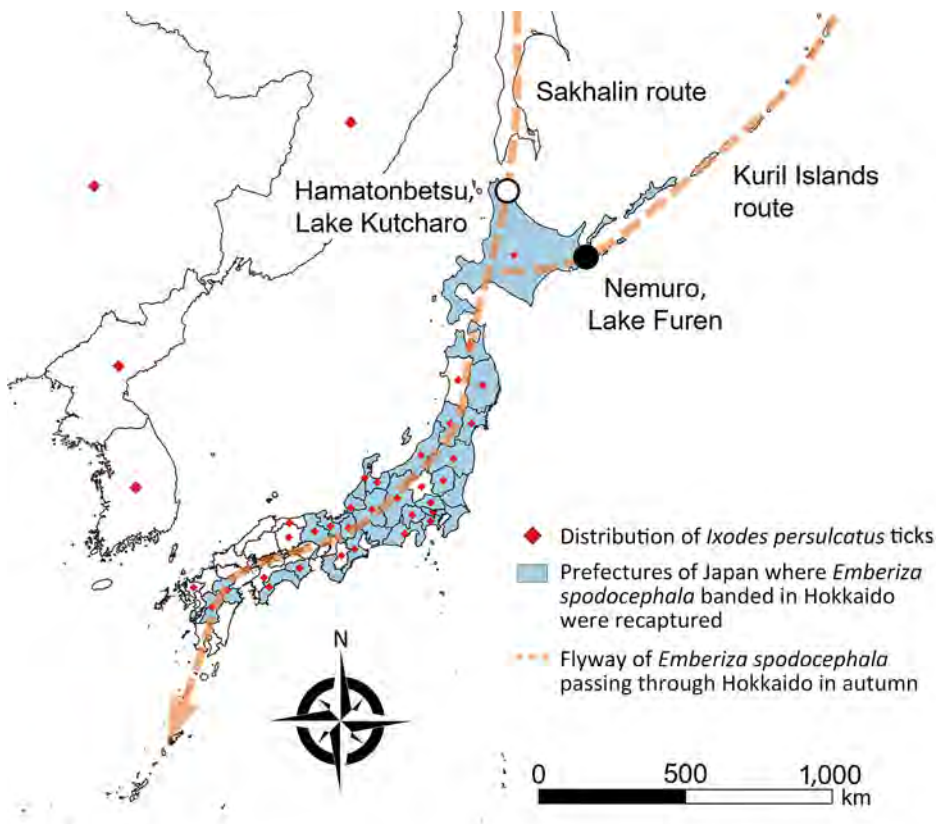 Sakhalin route
Kuril Islands
route
Hamatonbetsu,
Lake Kutcharo
Nemuro,
Lake Furen
Distribution of Ixodes persulcatus ticks
Prefectures of Japan where Emberiza
spodocephala banded in Hokkaido
were recaptured
Flyway of Emberiza spodocephala
passing through Hokkaido in autumn
N
0 500 1,000
km